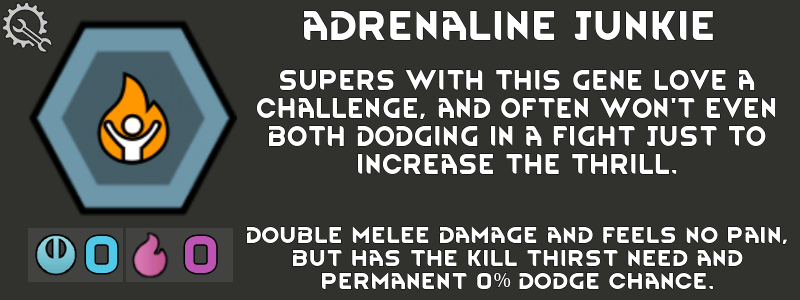 ADRENALINE JUNKIE
SUPERS WITH THIS GENE LOVE A
CHALLENGE, AND OFTEN WON'T EVEN
BOTH DODGING IN A FIGHT JUST TO
INCREASE THE THRILL.
0 0
DOUBLE MELEE DAMAGE AND FEELS NO PAIN,
BUT HAS THE KILL THIRST NEED AND
PERMANENT 0% DODGE CHANCE.